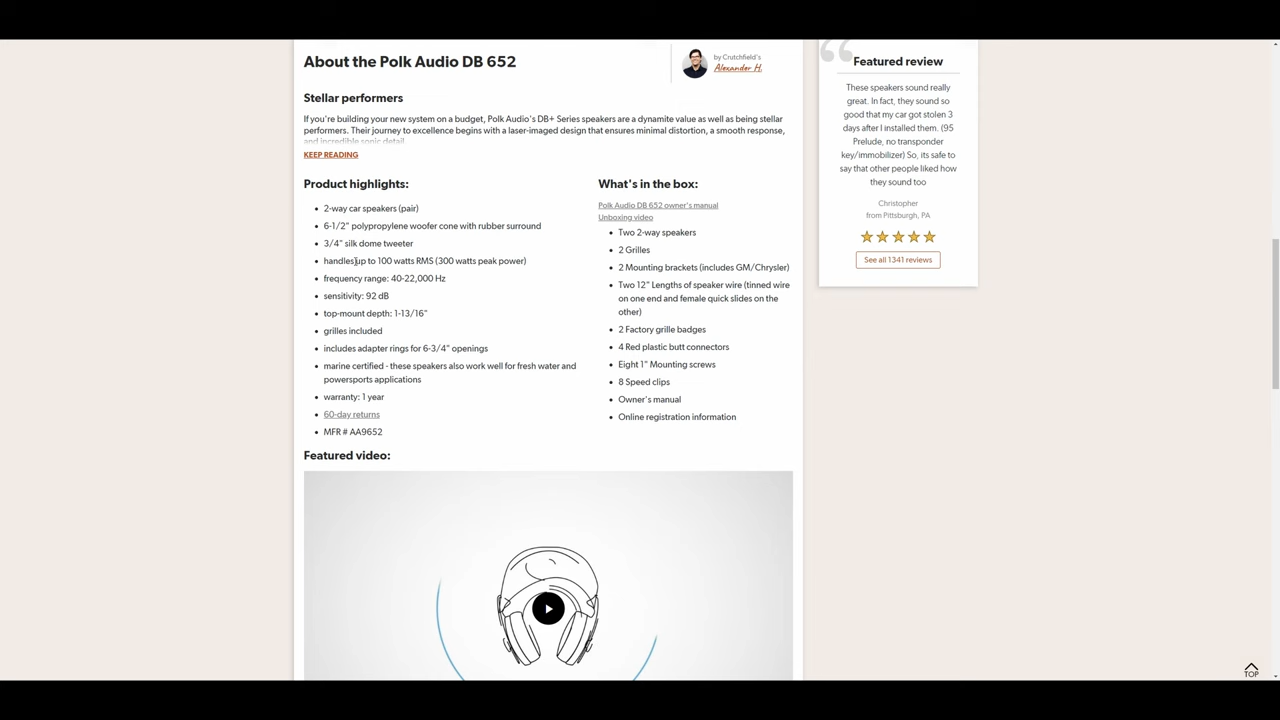 About the Polk Audio DB 652
by Crutchfield's
Alexander H.
Stellar performers
If you're building your new system on a budget, Polk Audio's DB+ Series speakers are a dynamite value as well as being stellar
performers. Their journey to excellence begins with a laser-imaged design that ensures minimal distortion, a smooth response,
and incredible sonic detail
KEEP READING
Product highlights:
2-way car speakers (pair)
6-1/2" polypropylene woofer cone with rubber surround
3/4" silk dome tweeter
handles up to 100 watts RMS (300 watts peak power)
frequency range: 40-22,000 Hz
sensitivity: 92 dB
top-mount depth: 1-13/16"
grilles included
includes adapter rings for 6-3/4" openings
marine certified - these speakers also work well for fresh water and
powersports applications
warranty: 1 year
60-day returns
MFR # AA9652
What's in the box:
Polk Audio DB 652 owner's manual
Unboxing video
Two 2-way speakers
2 Grilles
2 Mounting brackets (includes GM/Chrysler)
Two 12" Lengths of speaker wire (tinned wire
on one end and female quick slides on the
other)
2 Factory grille badges
4 Red plastic butt connectors
Eight 1" Mounting screws
8 Speed clips
Owner's manual
Online registration information
Featured video:
Featured review
These speakers sound really
great. In fact, they sound so
good that my car got stolen 3
days after I installed them. (95
Prelude, no transponder
key/immobilizer) So, its safe to
say that other people liked how
they sound too
Christopher
from Pittsburgh, PA
See all 1341 reviews
TOP